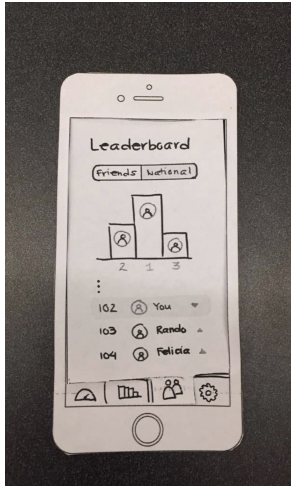 Leaderboard
Friends National
2 1 3
102 You
103 Rando
104 Felicia